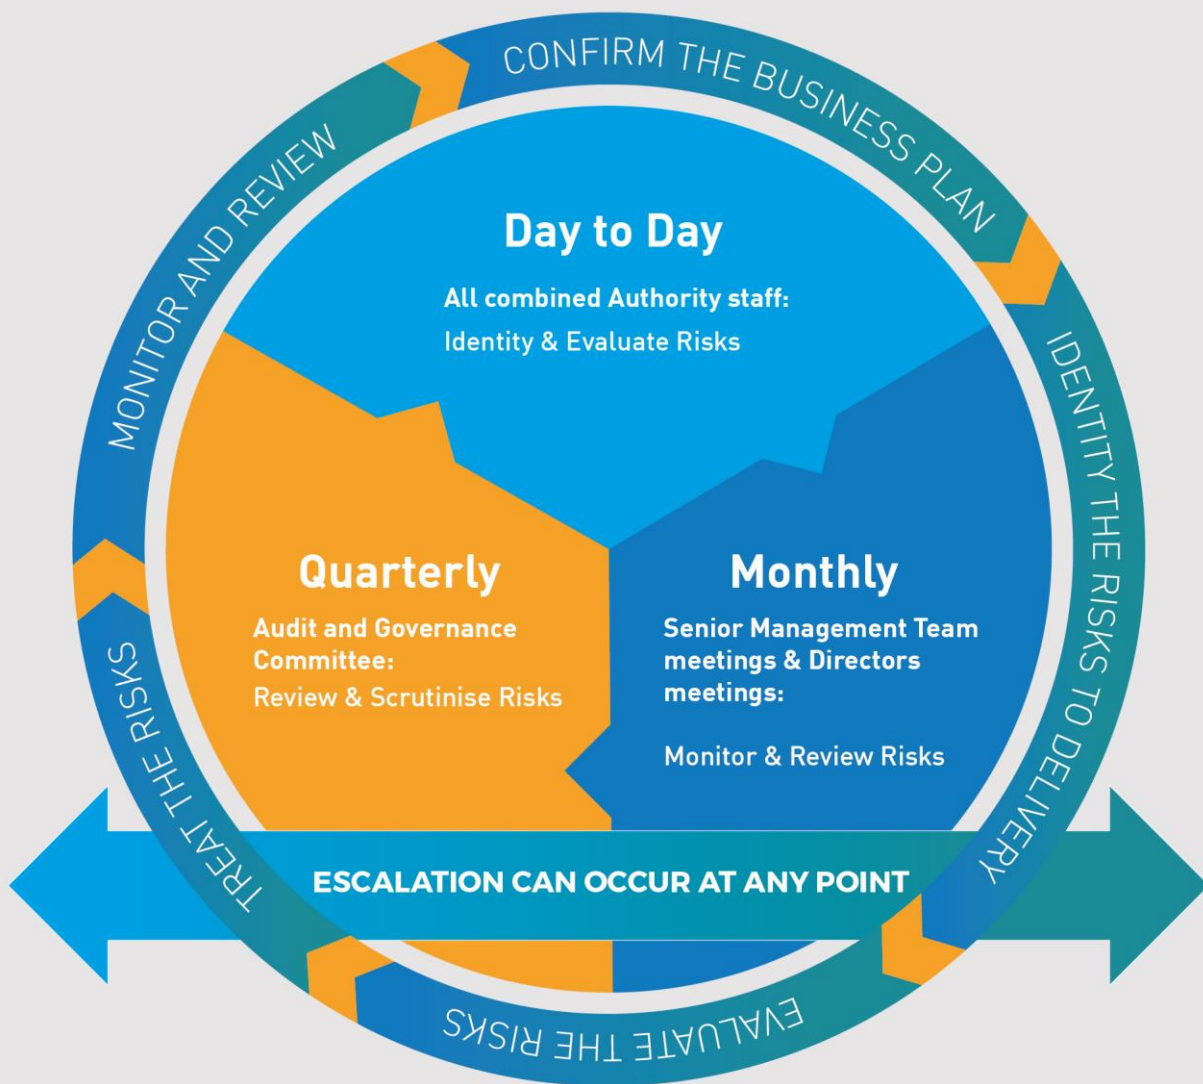 CONFIRM THE BUSINESS PLAN
IDENTITY THE RISKS TO DELIVERY
EVALUATE THE RISKS
TREAT THE RISKS
MONITOR AND REVIEW
Day to Day
All combined Authority staff:
Identity & Evaluate Risks
Quarterly
Audit and Governance
Committee:
Review & Scrutinise Risks
Monthly
Senior Management Team
meetings & Directors
meetings:
Monitor & Review Risks
ESCALATION CAN OCCUR AT ANY POINT